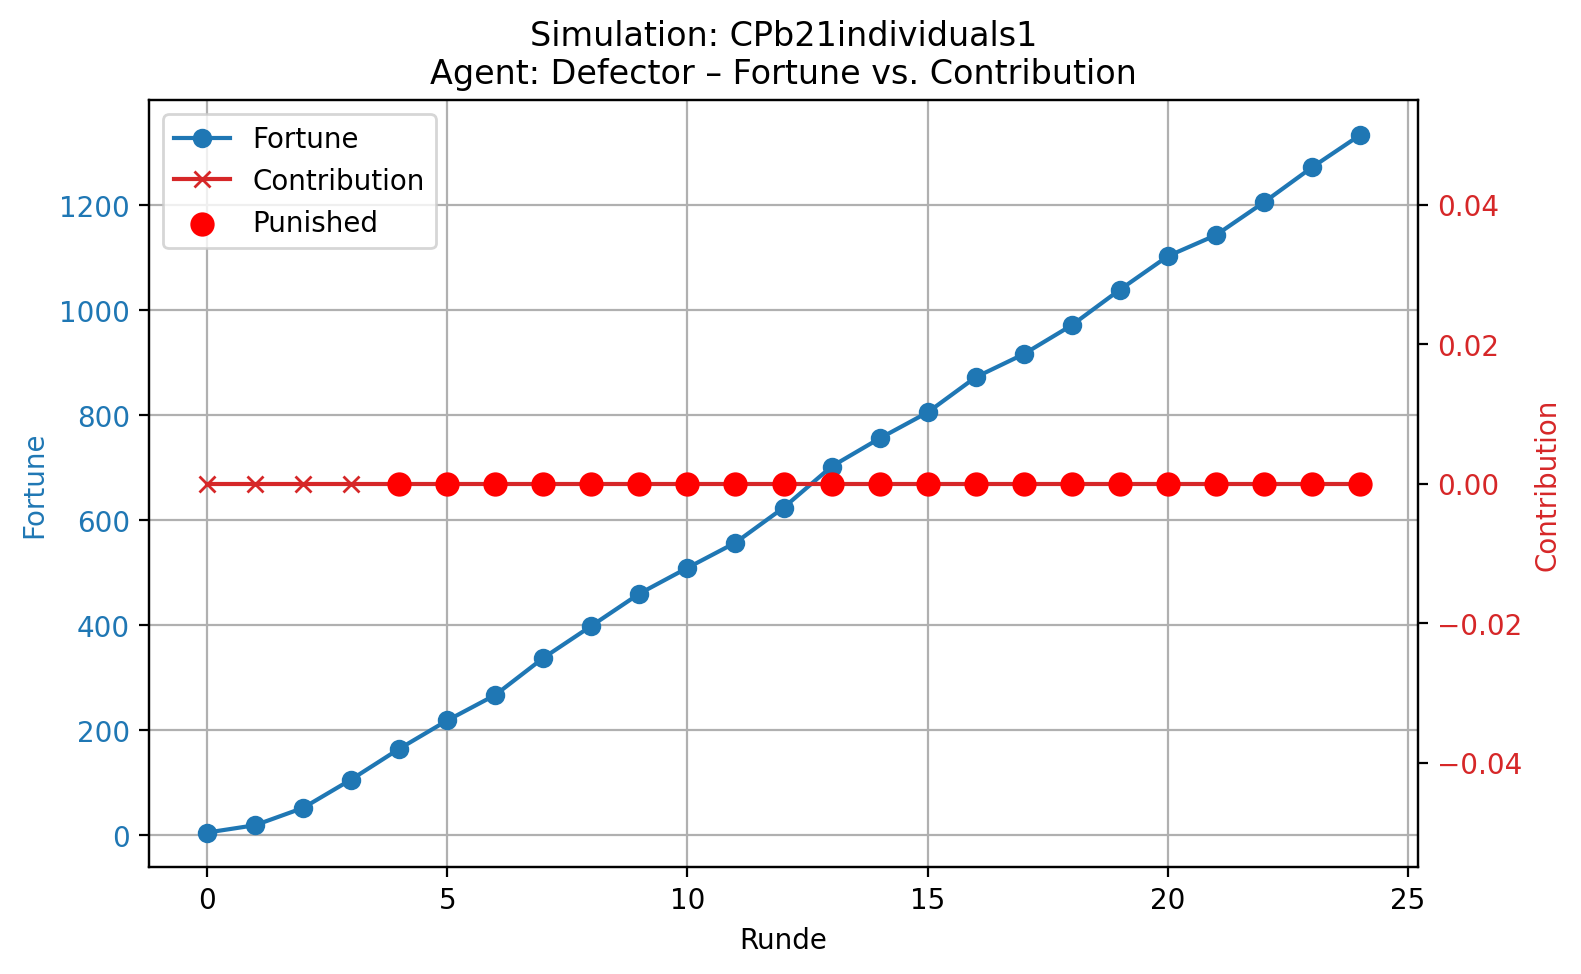 Simulation: CPb21individuals1
Agent: Defector – Fortune vs. Contribution
Fortune
Contribution
Punished
1200
1000
800
600
400
200
0
Fortune
0.04
0.02
0.00
−0.02
−0.04
Contribution
0 5 10 15 20 25
Runde